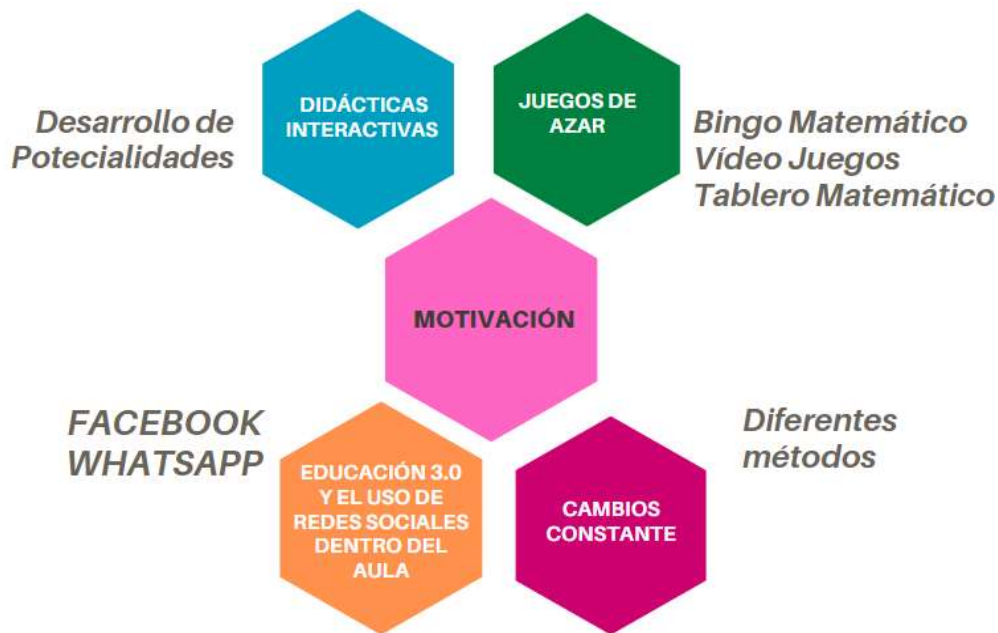 Desarrollo de
Potecialidades
DIDÁCTICAS
INTERACTIVAS
JUEGOS DE
AZAR
Bingo Matemático
Vídeo Juegos
Tablero Matemático
MOTIVACIÓN
FACEBOOK
WHATSAPP
EDUCACIÓN 3.0
Y EL USO DE
REDES SOCIALES
DENTRO DEL
AULA
CAMBIOS
CONSTANTE
Diferentes
métodos